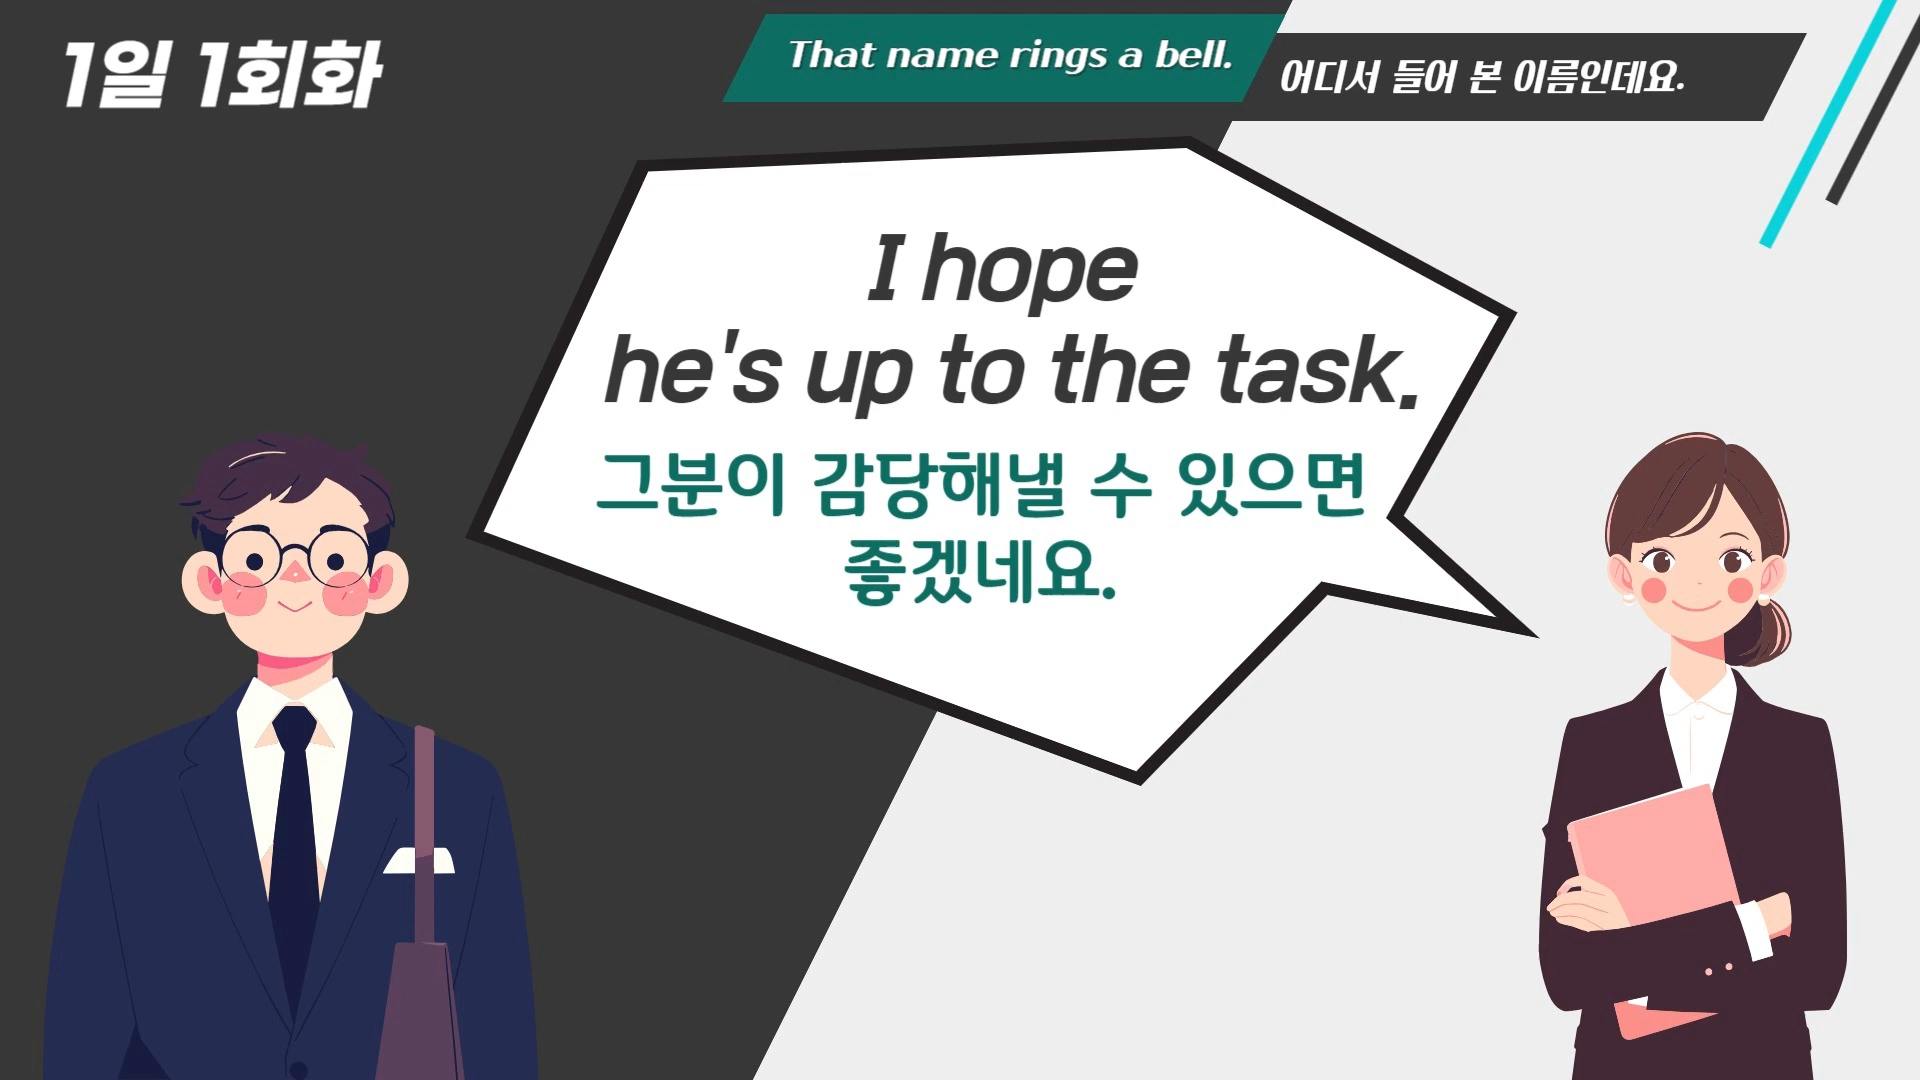 1일 1회화
That name rings a bell.
어디서 들어 본 이름인데요.
I hope
he's up to the task.
그분이 감당해낼 수 있으면
좋겠네요.